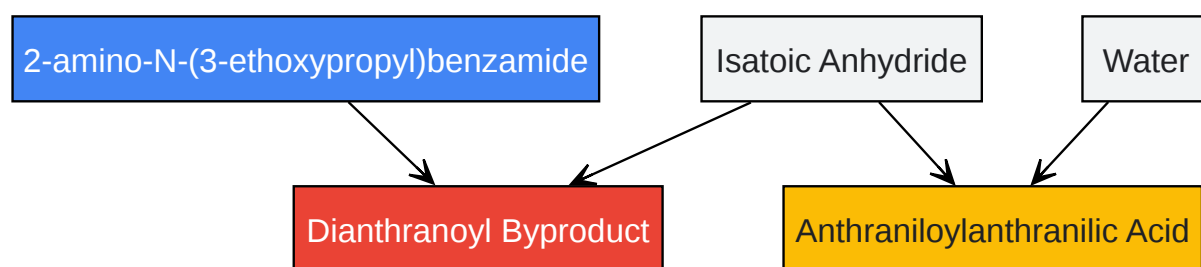 2-amino-N-(3-ethoxypropyl)benzamide
Isatoic Anhydride
Water
Dianthranoyl Byproduct
Anthraniloylanthranilic Acid